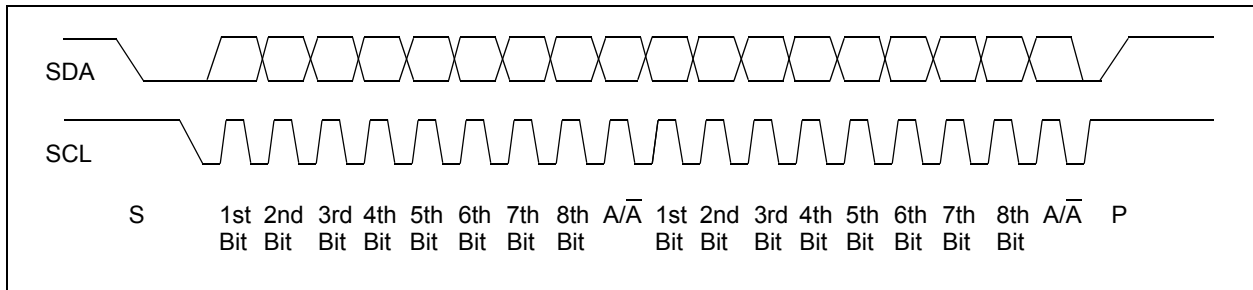 SDA
SCL
S 1st 2nd 3rd 4th 5th 6th 7th 8th A/A̅ 1st 2nd 3rd 4th 5th 6th 7th 8th A/A̅ P
Bit Bit Bit Bit Bit Bit Bit Bit Bit Bit Bit Bit Bit Bit Bit Bit